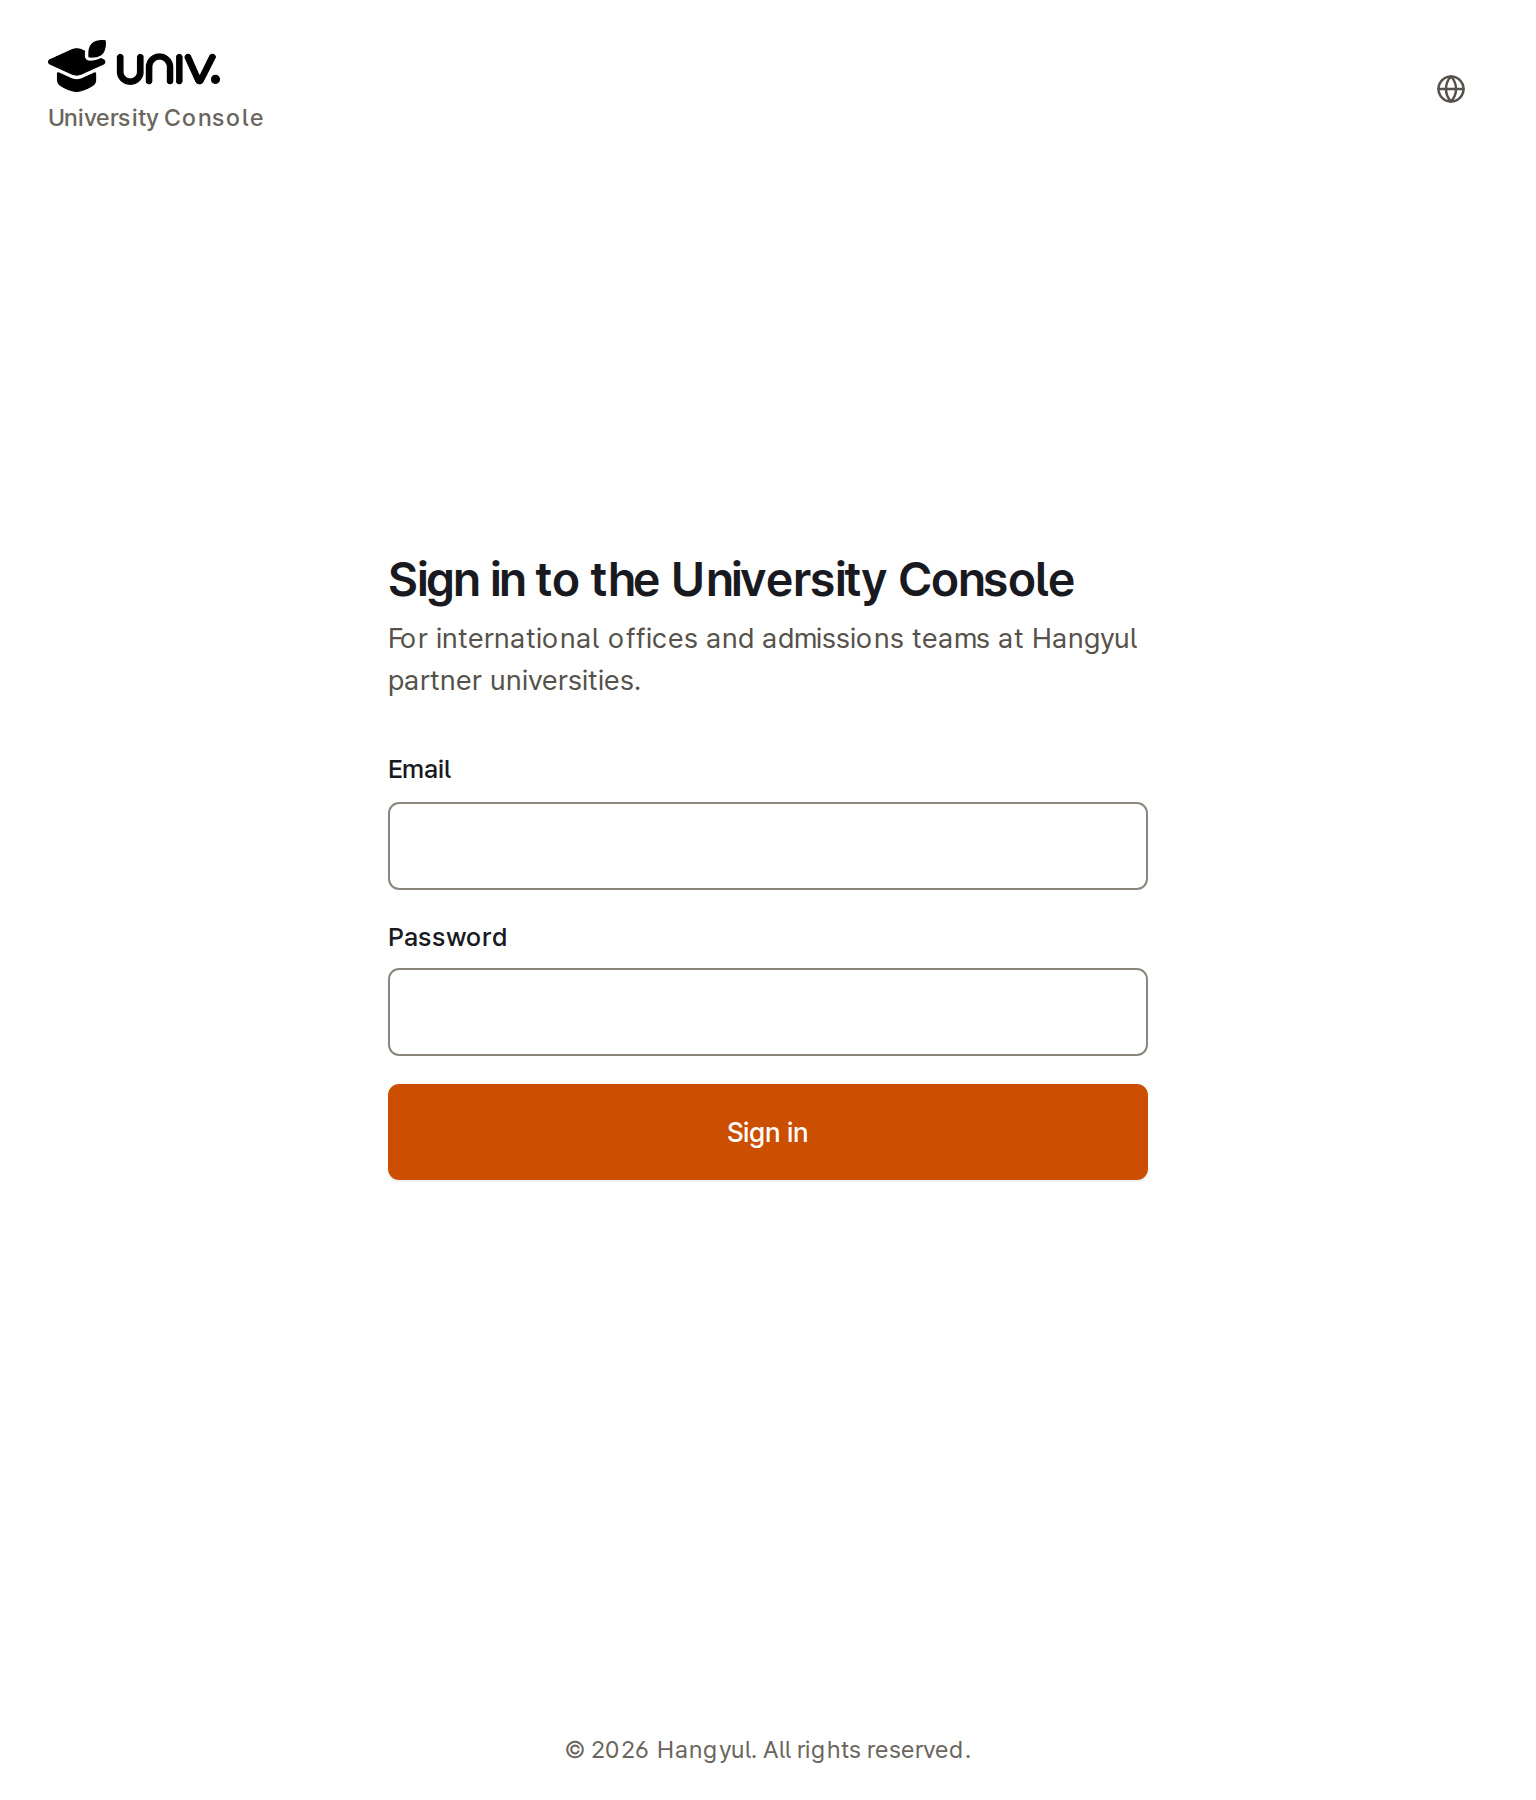 UNIV.
University Console
Sign in to the University Console
For international offices and admissions teams at Hangyul
partner universities.
Email
Password
Sign in
© 2026 Hangyul. All rights reserved.